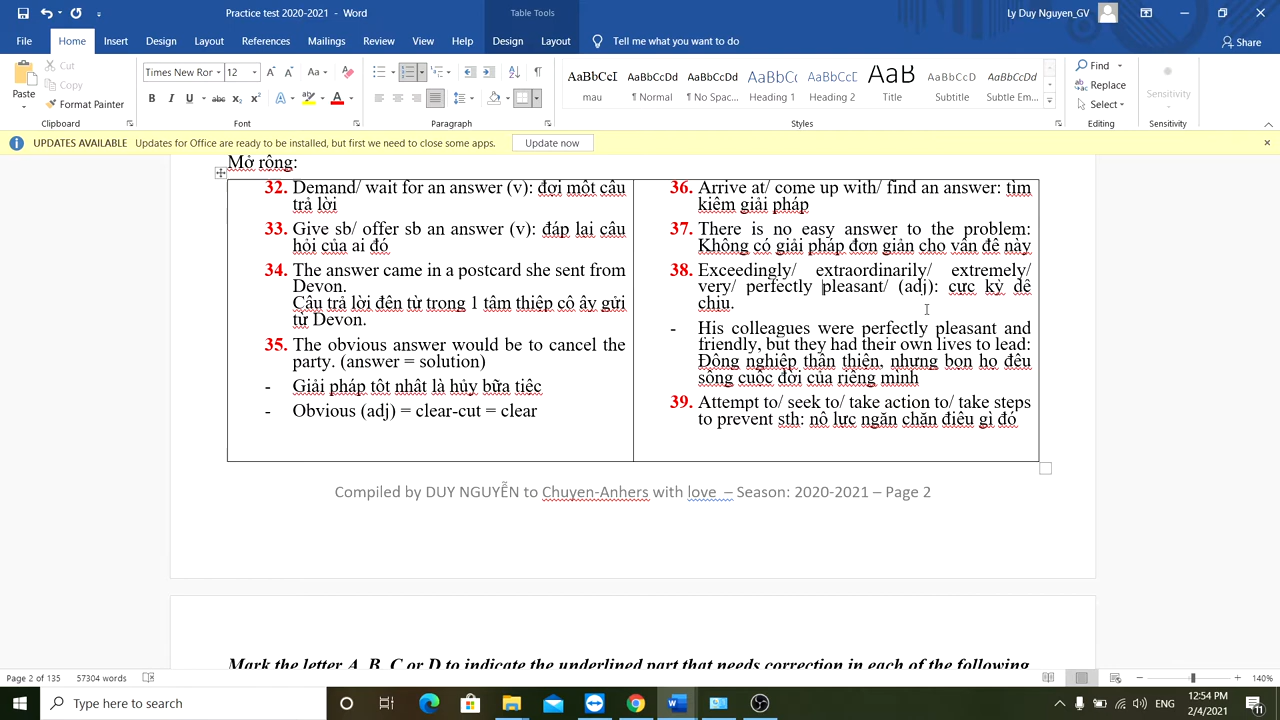 Practice test 2020-2021 - Word
Table Tools
Ly Duy Nguyen_GV
File Home Insert Design Layout References Mailings Review View Help Design Layout Tell me what you want to do Share
Paste
Cut
Copy
Format Painter
Times New Ror 12
AaBbCcI AaBbCcDd AaBbCcDd AaBbCc AaBbCcI AaB AaBbCcDd AaBbCcDd
mau ¶ Normal ¶ No Spac... Heading 1 Heading 2 Title Subtitle Subtle Em...
Find
Replace
Select
Sensitivity
Clipboard Font Paragraph Styles Editing Sensitivity
UPDATES AVAILABLE Updates for Office are ready to be installed, but first we need to close some apps. Update now
Mở rộng:
32. Demand/ wait for an answer (v): đợi một câu
trả lời
33. Give sb/ offer sb an answer (v): đáp lại câu
hỏi của ai đó
34. The answer came in a postcard she sent from
Devon.
Câu trả lời đến từ trong 1 tấm thiệp cô ấy gửi
từ Devon.
35. The obvious answer would be to cancel the
party. (answer = solution)
- Giải pháp tốt nhất là hủy bữa tiệc
- Obvious (adj) = clear-cut = clear
36. Arrive at/ come up with/ find an answer: tìm
kiếm giải pháp
37. There is no easy answer to the problem:
Không có giải pháp đơn giản cho vấn đề này
38. Exceedingly/ extraordinarily/ extremely/
very/ perfectly pleasant/ (adj): cực kỳ dễ
chịu.
- His colleagues were perfectly pleasant and
friendly, but they had their own lives to lead:
Đồng nghiệp thân thiện, nhưng bọn họ đều
sống cuộc đời của riêng mình
39. Attempt to/ seek to/ take action to/ take steps
to prevent sth: nỗ lực ngăn chặn điều gì đó
Compiled by DUY NGUYỄN to Chuyen-Anhers with love – Season: 2020-2021 – Page 2
Mark the letter A, B, C or D to indicate the underlined part that needs correction in each of the following
Page 2 of 135 57304 words 140%
Type here to search
12:54 PM
2/4/2021
11